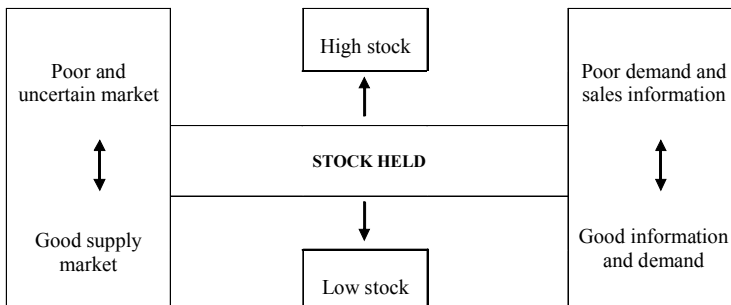 Poor and
uncertain market
Good supply
market
High stock
STOCK HELD
Low stock
Poor demand and
sales information
Good information
and demand